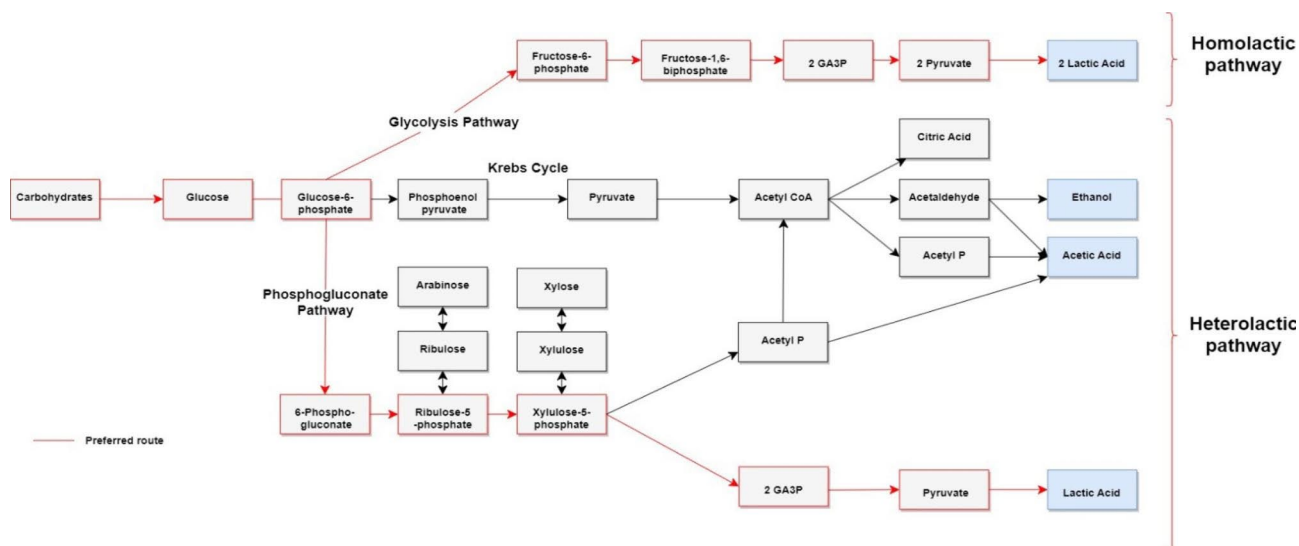 Homolactic
pathway
Fructose-6-
phosphate
Fructose-1,6-
biphosphate
2 GA3P
2 Pyruvate
2 Lactic Acid
Glycolysis Pathway
Citric Acid
Krebs Cycle
Carbohydrates
Glucose
Glucose-6-
phosphate
Phosphoenol
pyruvate
Pyruvate
Acetyl CoA
Acetaldehyde
Ethanol
Acetyl P
Acetic Acid
Phosphogluconate
Pathway
Arabinose
Xylose
Ribulose
Xylulose
Acetyl P
Heterolactic
pathway
6-Phospho-
gluconate
Ribulose-5
-phosphate
Xylulose-5-
phosphate
Preferred route
2 GA3P
Pyruvate
Lactic Acid